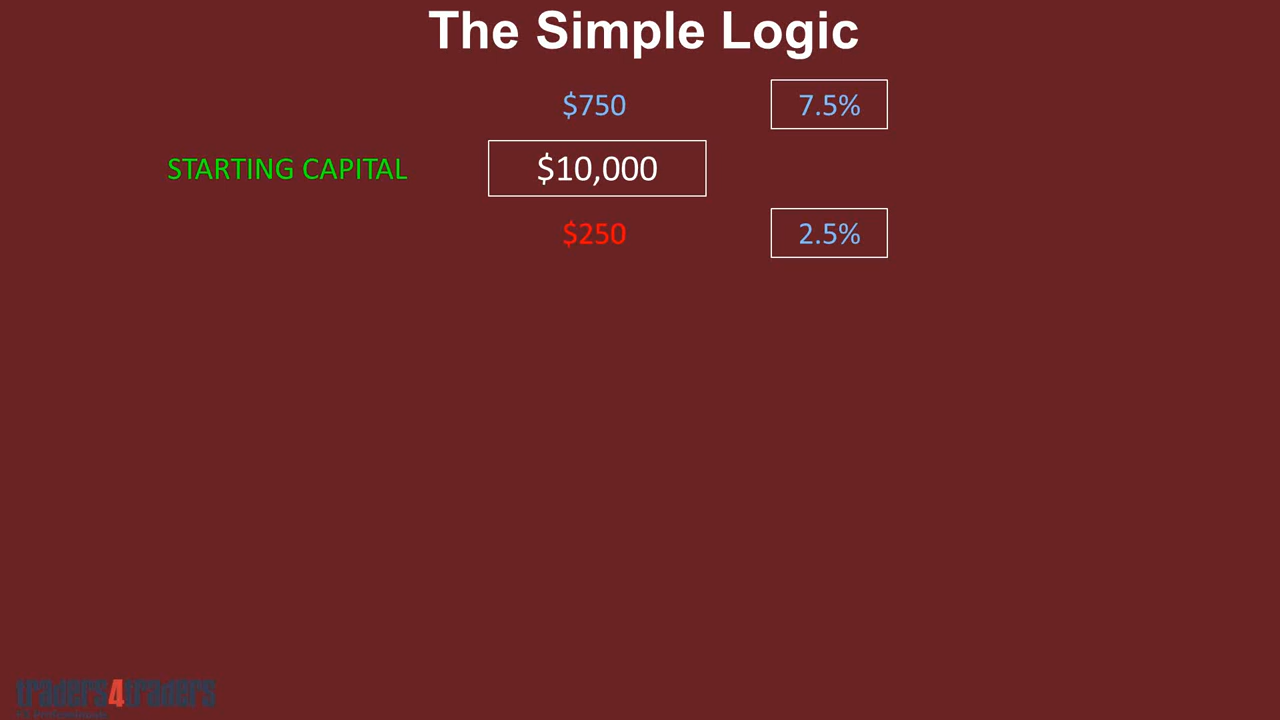 The Simple Logic
$750 7.5%
STARTING CAPITAL $10,000
$250 2.5%
traders4traders